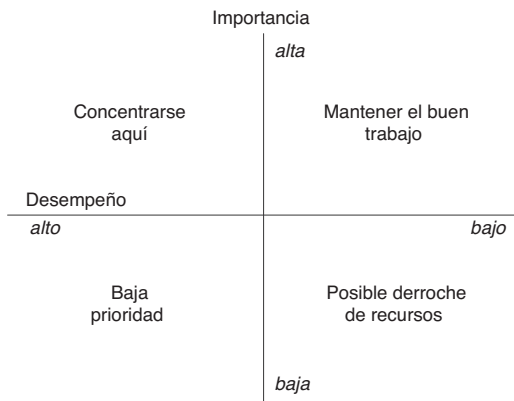 Importancia
alta
Concentrarse
aquí
Mantener el buen
trabajo
Desempeño
alto
bajo
Baja
prioridad
Posible derroche
de recursos
baja